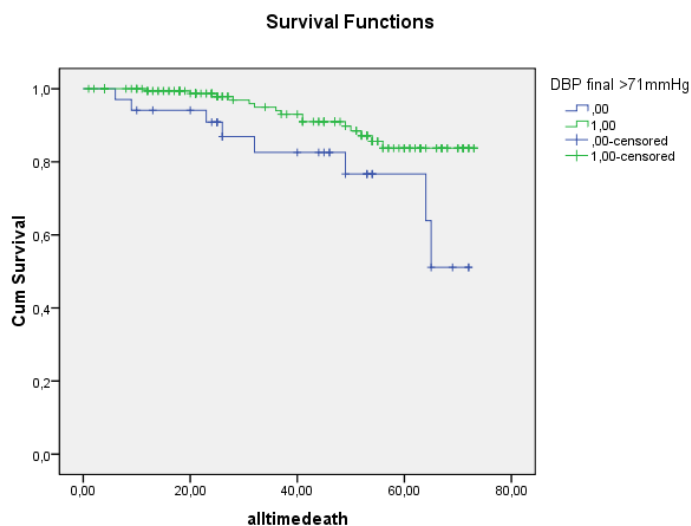 Survival Functions
DBP final >71mmHg
,00
1,00
,00-censored
1,00-censored
Cum Survival
1,0
0,8
0,6
0,4
0,2
0,0
0,00 20,00 40,00 60,00 80,00
alltimedeath